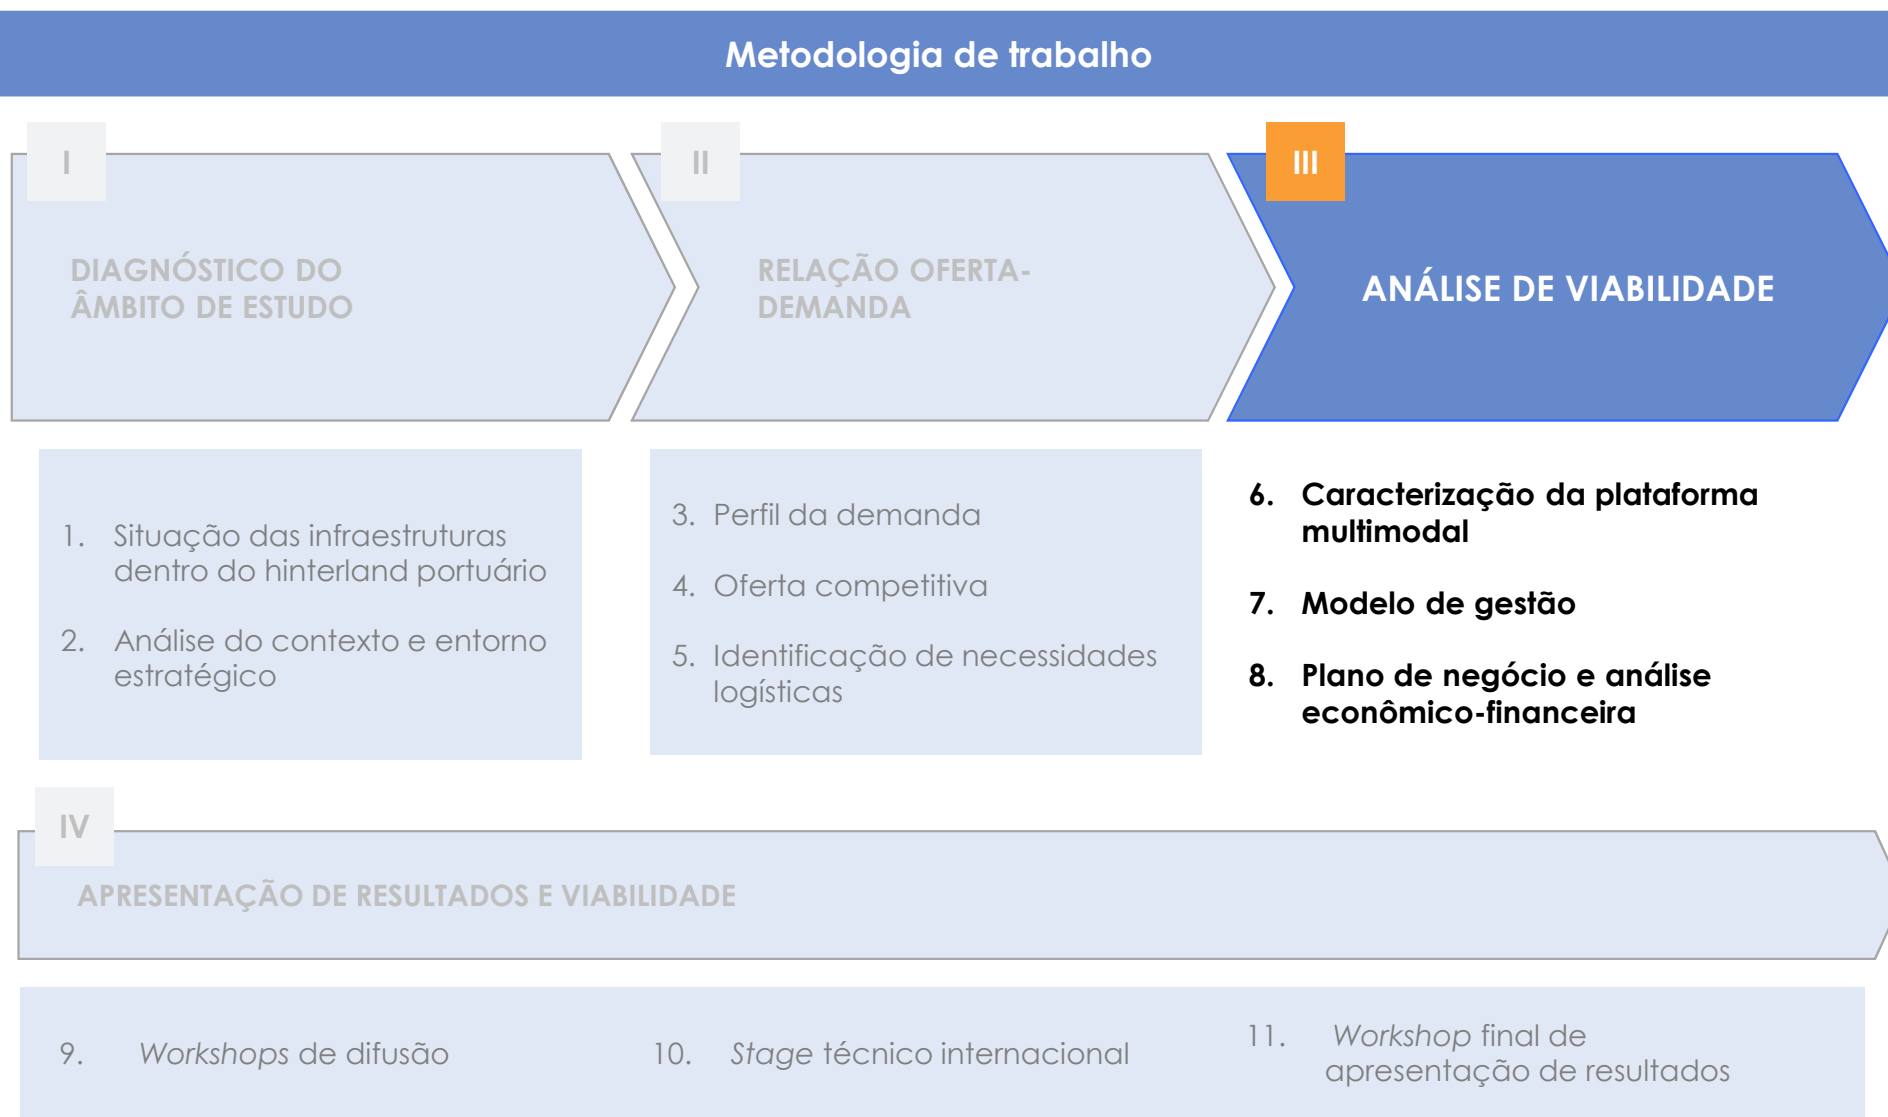 Metodologia de trabalho
I
DIAGNÓSTICO DO
ÂMBITO DE ESTUDO
II
RELAÇÃO OFERTA-
DEMANDA
III
ANÁLISE DE VIABILIDADE
1. Situação das infraestruturas
dentro do hinterland portuário
2. Análise do contexto e entorno
estratégico
3. Perfil da demanda
4. Oferta competitiva
5. Identificação de necessidades
logísticas
6. Caracterização da plataforma
multimodal
7. Modelo de gestão
8. Plano de negócio e análise
econômico-financeira
IV
APRESENTAÇÃO DE RESULTADOS E VIABILIDADE
9. Workshops de difusão
10. Stage técnico internacional
11. Workshop final de
apresentação de resultados